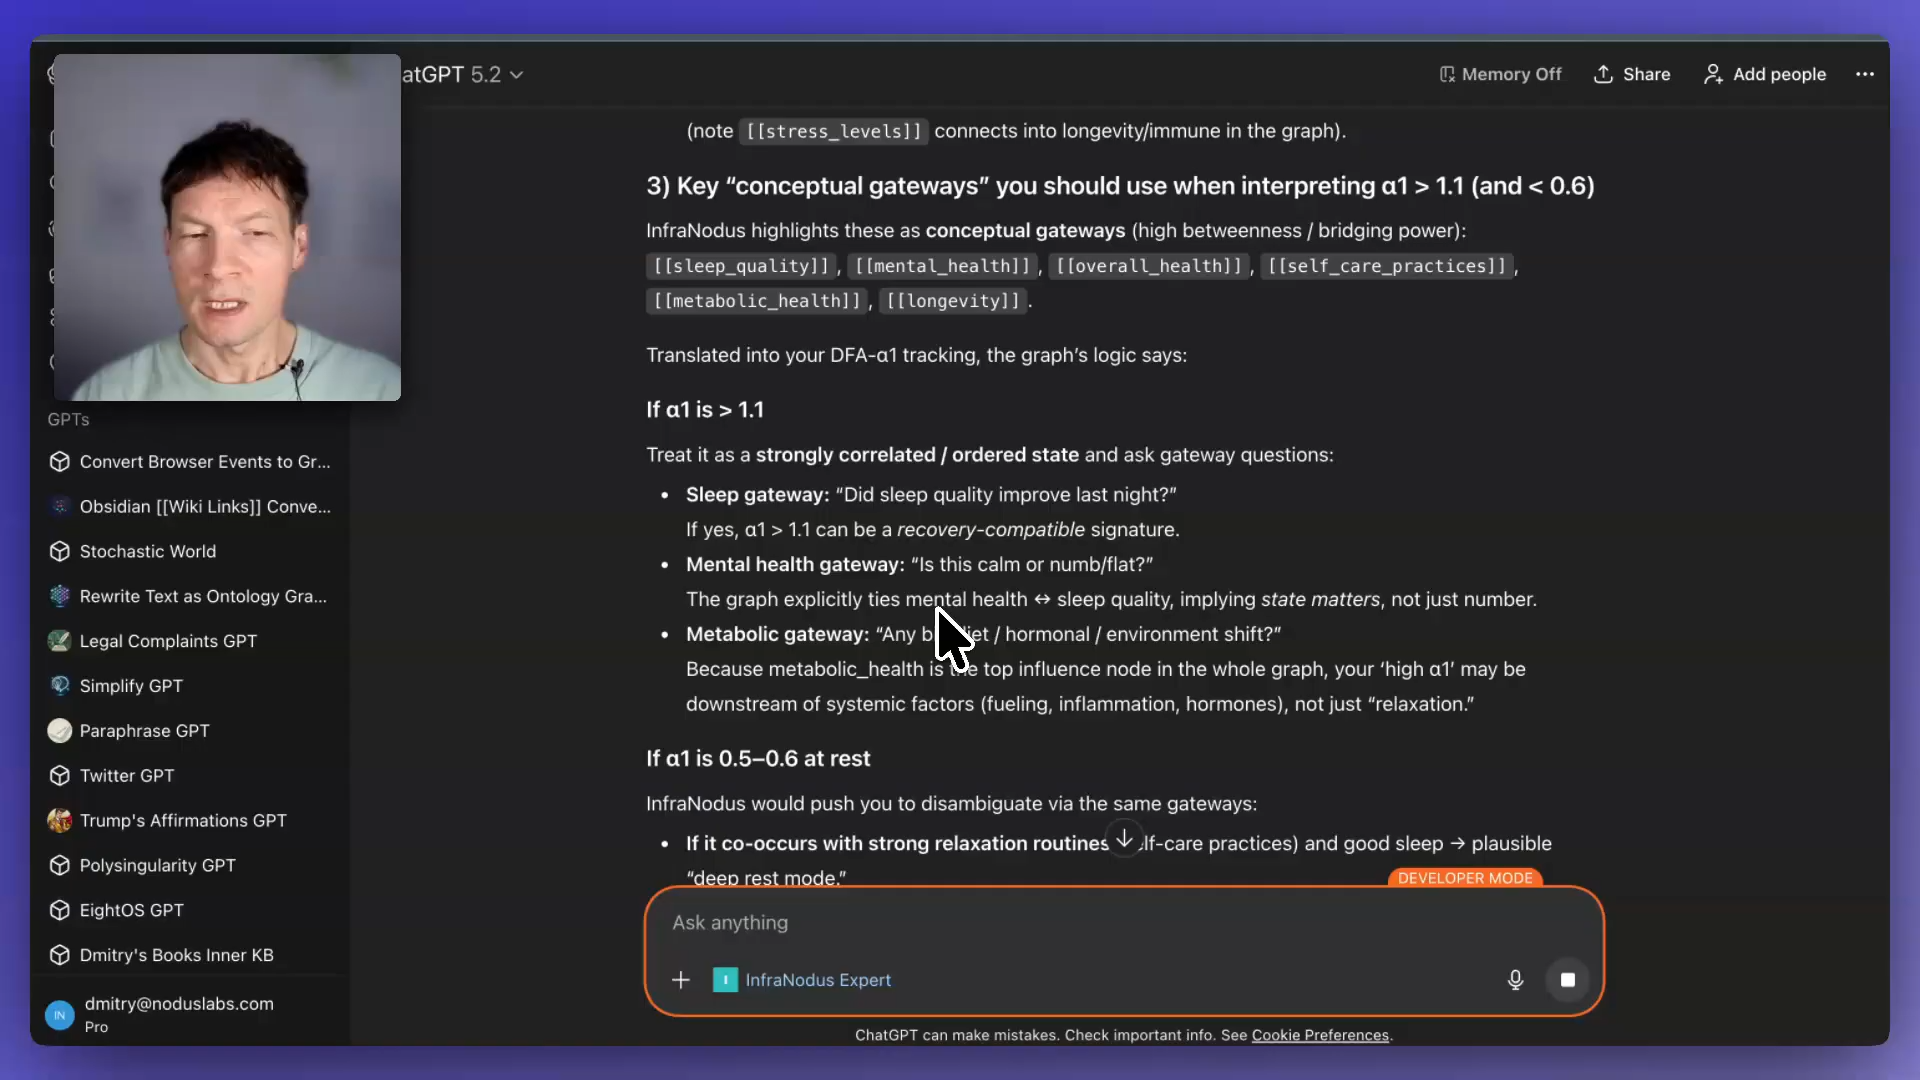 atGPT 5.2
Memory Off
Share
Add people
GPTs
Convert Browser Events to Gr...
Obsidian [[Wiki Links]] Conve...
Stochastic World
Rewrite Text as Ontology Gra...
Legal Complaints GPT
Simplify GPT
Paraphrase GPT
Twitter GPT
Trump's Affirmations GPT
Polysingularity GPT
EightOS GPT
Dmitry's Books Inner KB
IN
dmitry@noduslabs.com
Pro
(note [[stress_levels]] connects into longevity/immune in the graph).
3) Key “conceptual gateways” you should use when interpreting α1 > 1.1 (and < 0.6)
InfraNodus highlights these as conceptual gateways (high betweenness / bridging power):
[[sleep_quality]], [[mental_health]], [[overall_health]], [[self_care_practices]],
[[metabolic_health]], [[longevity]].
Translated into your DFA-α1 tracking, the graph’s logic says:
If α1 is > 1.1
Treat it as a strongly correlated / ordered state and ask gateway questions:
• Sleep gateway: “Did sleep quality improve last night?”
If yes, α1 > 1.1 can be a recovery-compatible signature.
• Mental health gateway: “Is this calm or numb/flat?”
The graph explicitly ties mental health ↔ sleep quality, implying state matters, not just number.
• Metabolic gateway: “Any b iet / hormonal / environment shift?”
Because metabolic_health is the top influence node in the whole graph, your ‘high α1’ may be
downstream of systemic factors (fueling, inflammation, hormones), not just “relaxation.”
If α1 is 0.5–0.6 at rest
InfraNodus would push you to disambiguate via the same gateways:
• If it co-occurs with strong relaxation routines lf-care practices) and good sleep → plausible
“deep rest mode.”
DEVELOPER MODE
Ask anything
I InfraNodus Expert
ChatGPT can make mistakes. Check important info. See Cookie Preferences.